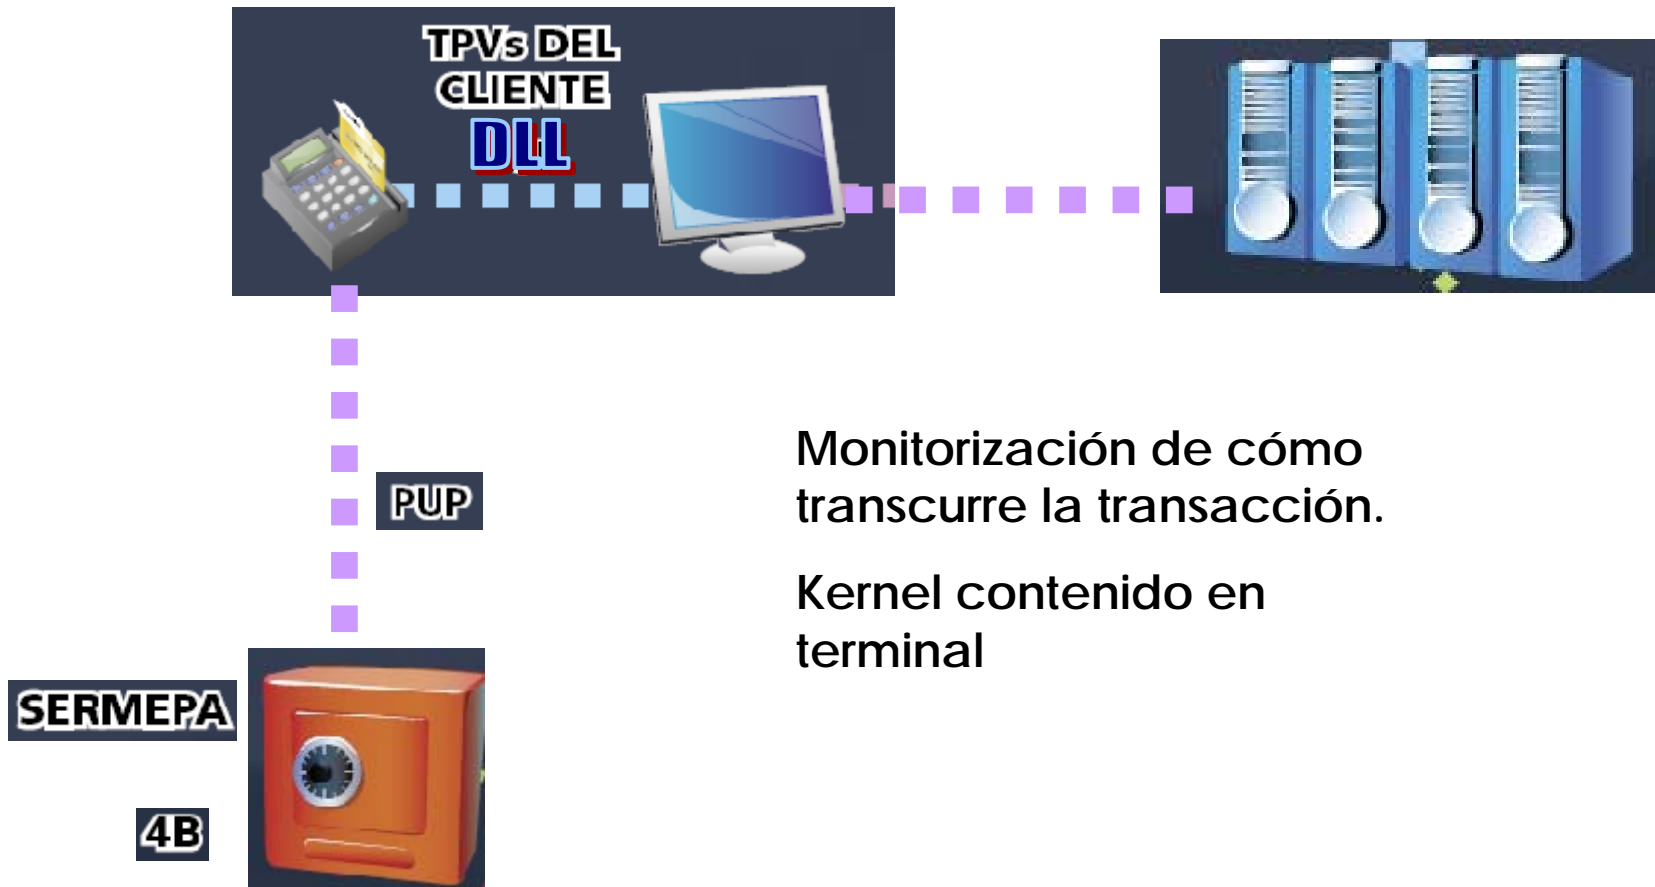 TPVs DEL
CLIENTE
DLL
PUP
Monitorización de cómo
transcurre la transacción.
Kernel contenido en
terminal
SERMEPA
4B